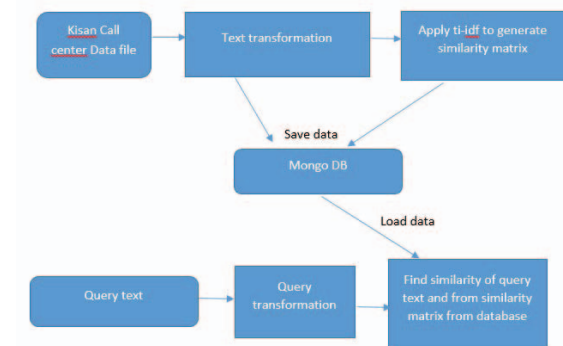 Kisan Call
center Data file
Text transformation
Apply ti-idf to generate
similarity matrix
Save data
Mongo DB
Load data
Query text
Query
transformation
Find similarity of query
text and from similarity
matrix from database